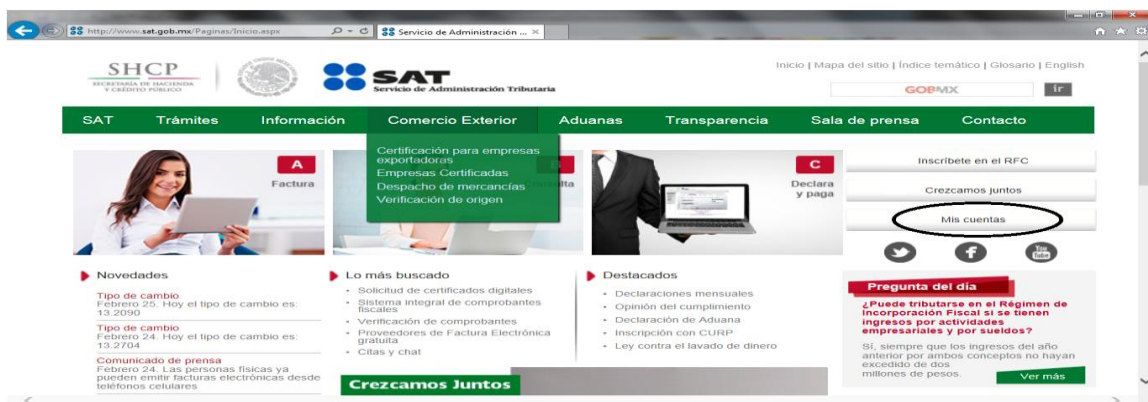 http://www.sat.gob.mx/Paginas/Inicio.aspx
Servicio de Administración ...
SHCP
SECRETARÍA DE HACIENDA
Y CRÉDITO PÚBLICO
SAT
Servicio de Administración Tributaria
Inicio | Mapa del sitio | Índice temático | Glosario | English
GOBMX
ir
SAT Trámites Información Comercio Exterior Aduanas Transparencia Sala de prensa Contacto
Certificación para empresas
exportadoras
Empresas Certificadas
Despacho de mercancías
Verificación de origen
A
Factura
B
C
Declara
y paga
Inscríbete en el RFC
Crezcamos juntos
Mis cuentas
You
Tube
Novedades
Tipo de cambio
Febrero 25. Hoy el tipo de cambio es:
13.2090
Tipo de cambio
Febrero 24. Hoy el tipo de cambio es:
13.2704
Comunicado de prensa
Febrero 24. Las personas físicas ya
pueden emitir facturas electrónicas desde
teléfonos celulares
Lo más buscado
Solicitud de certificados digitales
Sistema integral de comprobantes
fiscales
Verificación de comprobantes
Proveedores de Factura Electrónica
gratuita
Citas y chat
Destacados
Declaraciones mensuales
Opinión del cumplimiento
Declaración de Aduana
Inscripción con CURP
Ley contra el lavado de dinero
Crezcamos Juntos
Pregunta del día
¿Puede tributarse en el Régimen de
Incorporación Fiscal si se tienen
ingresos por actividades
empresariales y por sueldos?
Sí, siempre que los ingresos del año
anterior por ambos conceptos no hayan
excedido de dos
millones de pesos.
Ver más